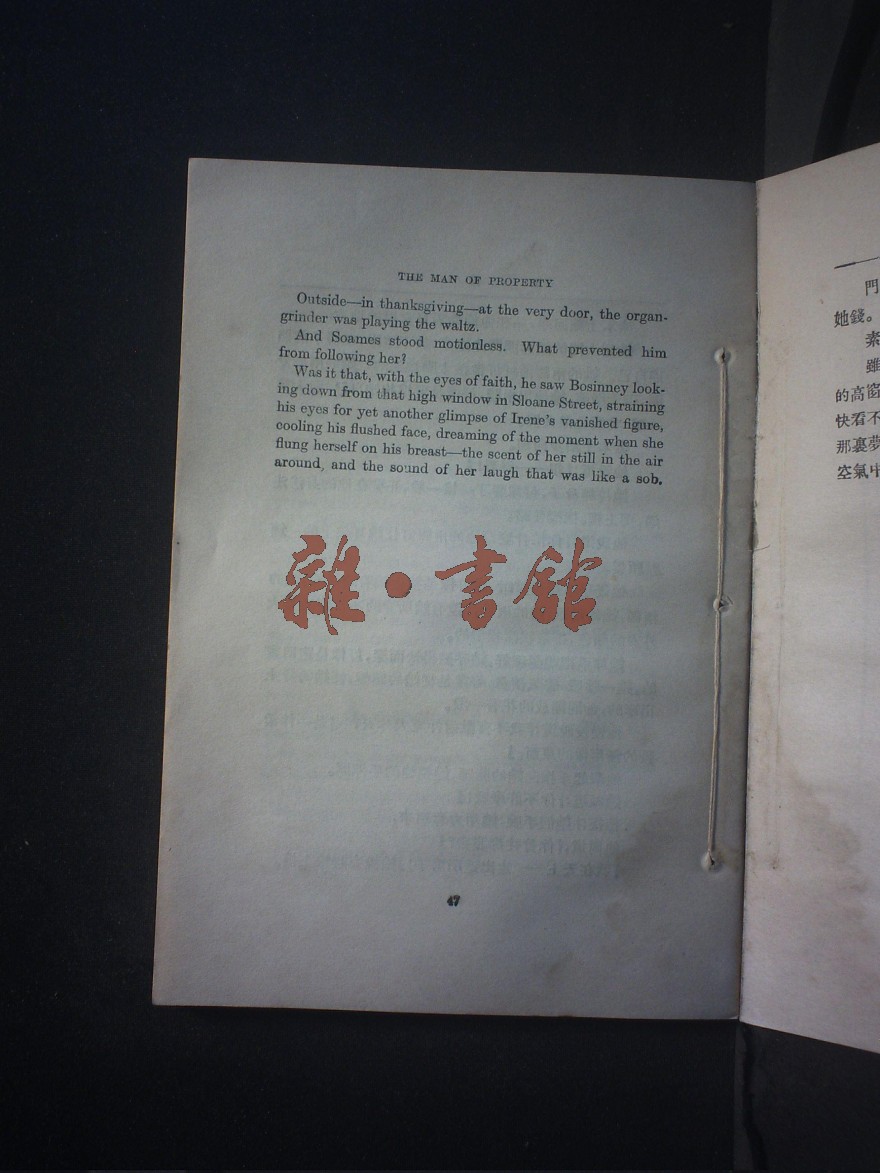 THE MAN OF PROPERTY
Outside—in thanksgiving—at the very door, the organ-
grinder was playing the waltz.
And Soames stood motionless. What prevented him
from following her?
Was it that, with the eyes of faith, he saw Bosinney look-
ing down from that high window in Sloane Street, straining
his eyes for yet another glimpse of Irene's vanished figure,
cooling his flushed face, dreaming of the moment when she
flung herself on his breast—the scent of her still in the air
around, and the sound of her laugh that was like a sob.
雜●書館
47
門
她錢。
素
雖
的高窗
快看不
那裏夢
空氣中